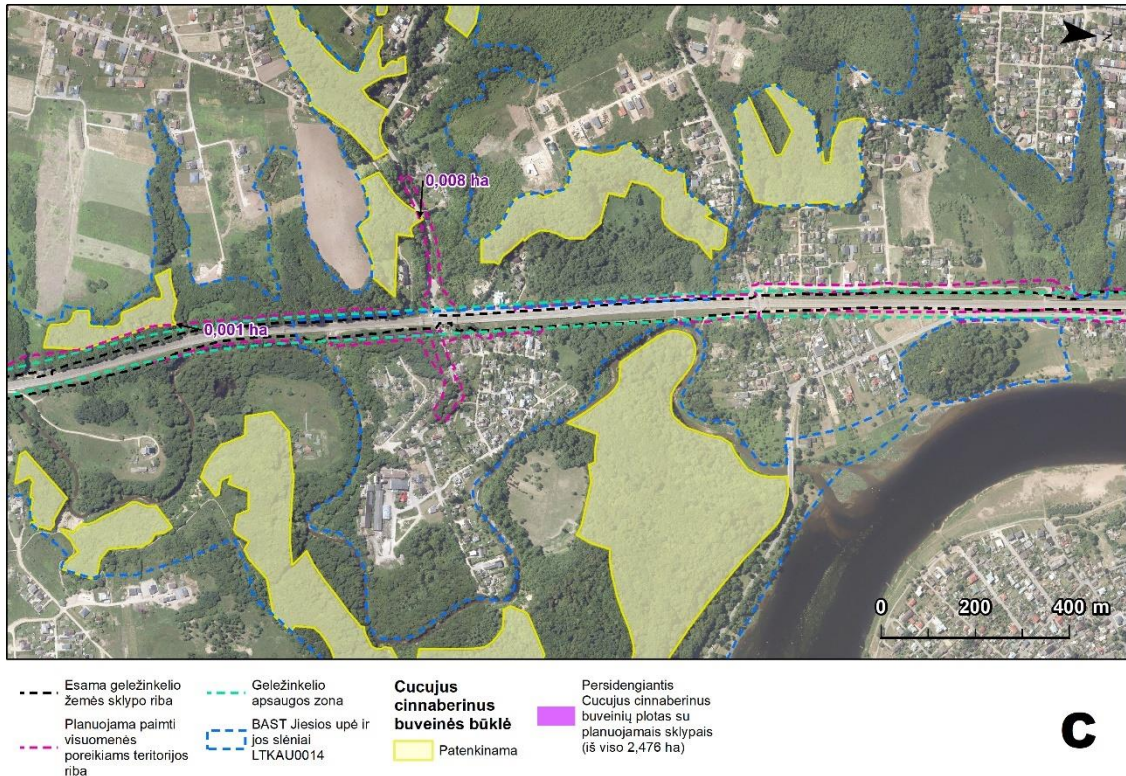 Z
0,008 ha
0,001 ha
0 200 400 m
Esama geležinkelio
žemės sklypo riba
Planuojama paimti
visuomenės
poreikiams teritorijos
riba
Geležinkelio
apsaugos zona
BAST Jiesios upė ir
jos slėniai
LTKAU0014
Cucujus
cinnaberinus
buveinės būklė
Patenkinama
Persidengiantis
Cucujus cinnaberinus
buveinių plotas su
planuojamais sklypais
(iš viso 2,476 ha)
C